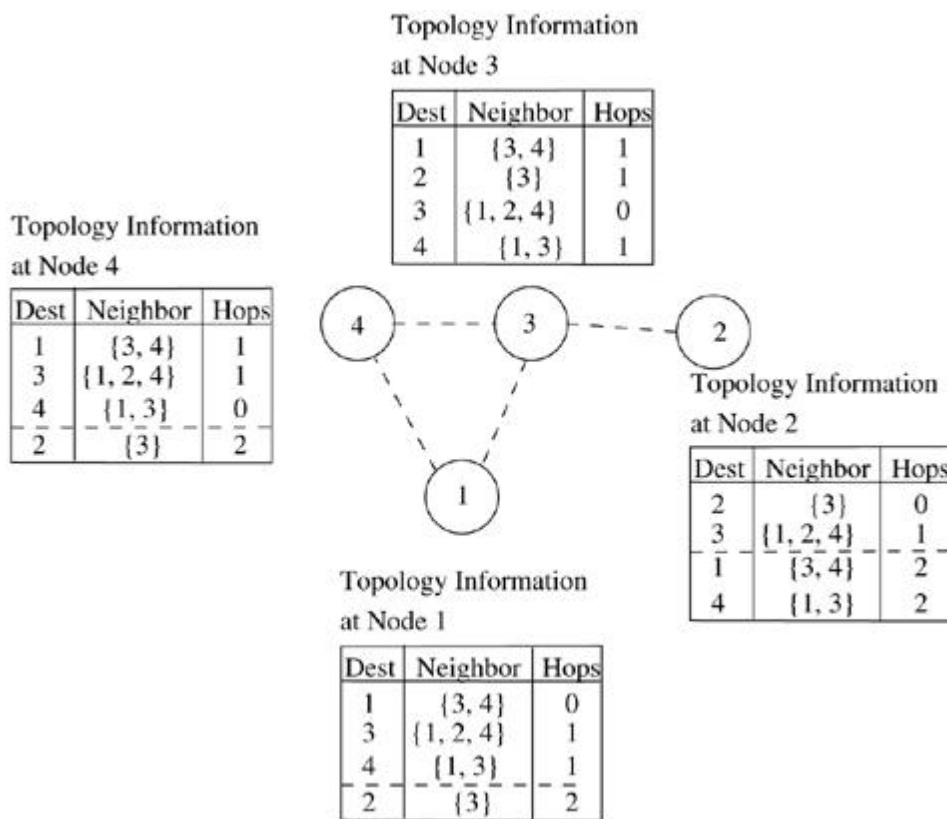 Topology Information
at Node 3
Dest Neighbor Hops
1 {3, 4} 1
2 {3} 1
3 {1, 2, 4} 0
4 {1, 3} 1
Topology Information
at Node 4
Dest Neighbor Hops
1 {3, 4} 1
3 {1, 2, 4} 1
4 {1, 3} 0
2 {3} 2
4
3
2
1
Topology Information
at Node 2
Dest Neighbor Hops
2 {3} 0
3 {1, 2, 4} 1
1 {3, 4} 2
4 {1, 3} 2
Topology Information
at Node 1
Dest Neighbor Hops
1 {3, 4} 0
3 {1, 2, 4} 1
4 {1, 3} 1
2 {3} 2